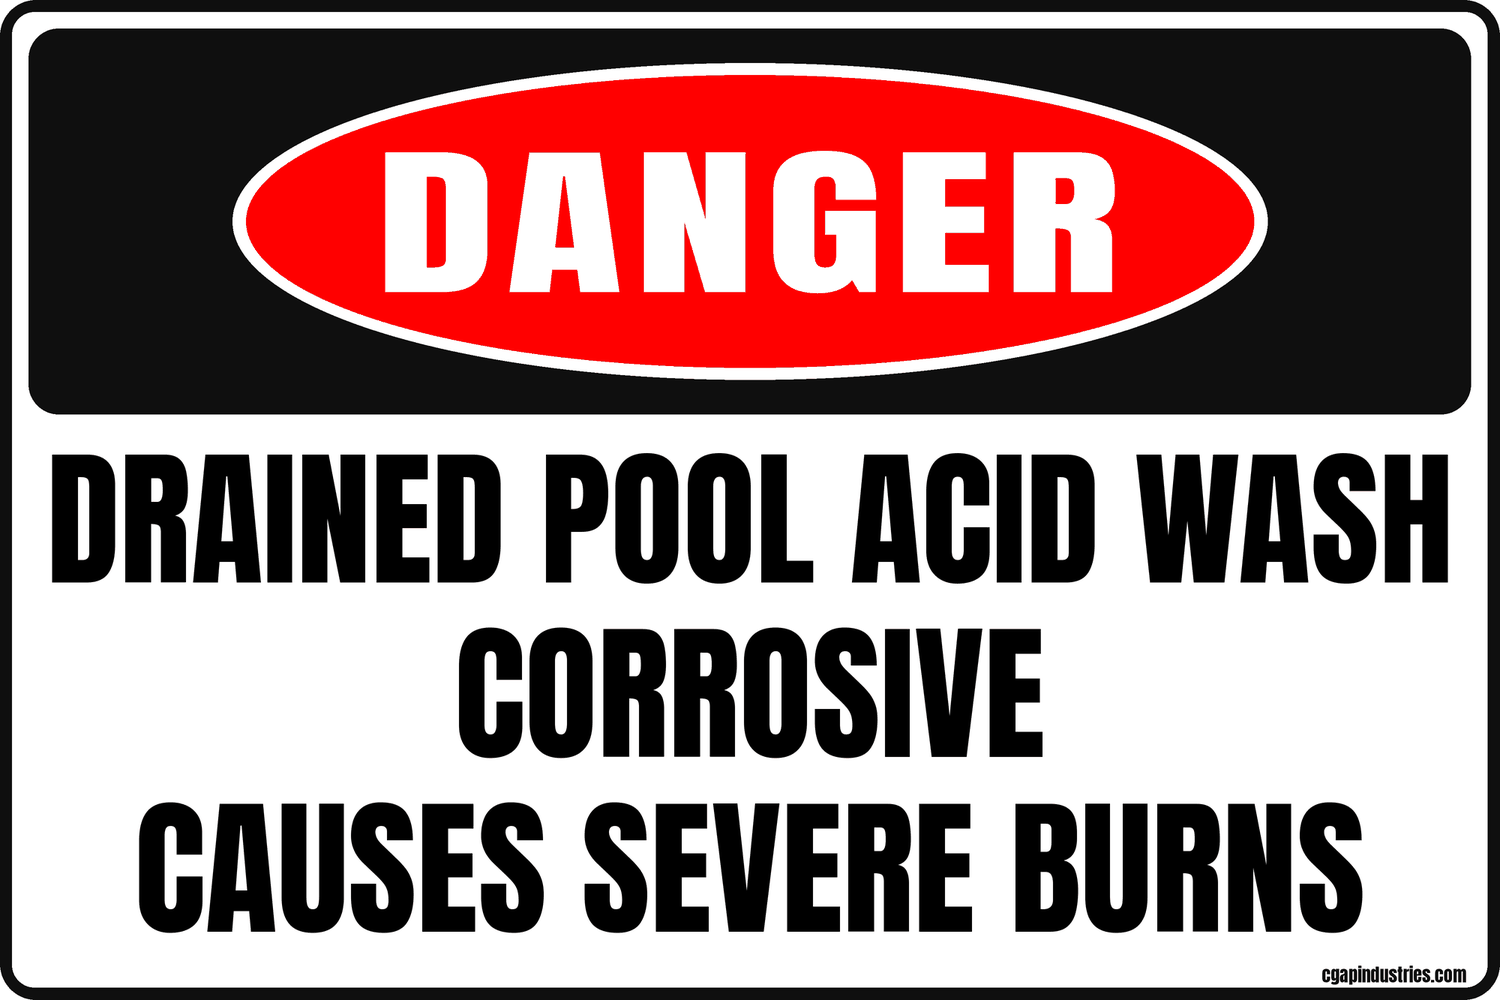 DANGER
DRAINED POOL ACID WASH
CORROSIVE
CAUSES SEVERE BURNS
cgapindustries.com